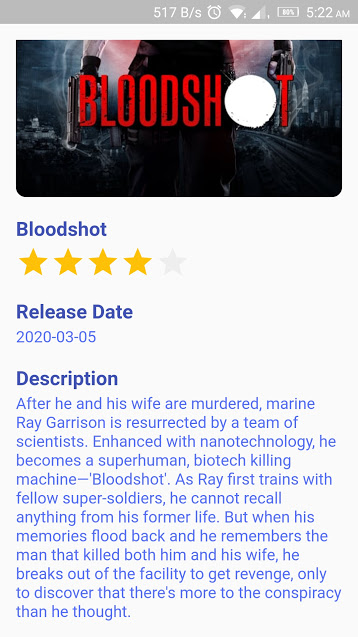 517 B/s 80% 5:22 AM
BLOODSHOT
Bloodshot
Release Date
2020-03-05
Description
After he and his wife are murdered, marine
Ray Garrison is resurrected by a team of
scientists. Enhanced with nanotechnology, he
becomes a superhuman, biotech killing
machine—'Bloodshot'. As Ray first trains with
fellow super-soldiers, he cannot recall
anything from his former life. But when his
memories flood back and he remembers the
man that killed both him and his wife, he
breaks out of the facility to get revenge, only
to discover that there's more to the conspiracy
than he thought.